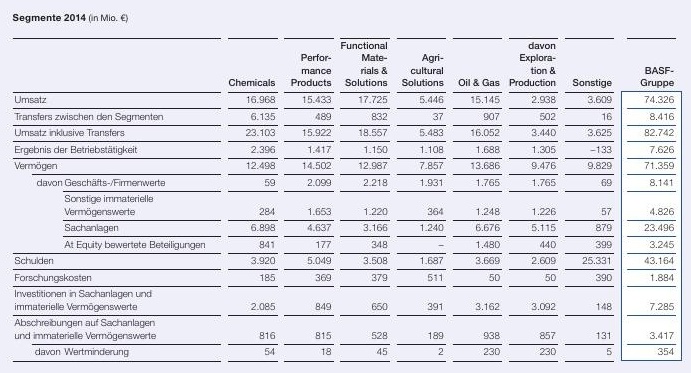 Segmente 2014 (in Mio. €)
Chemicals Perfor-mance Products Functional Mate-rials & Solutions Agri-cultural Solutions Oil & Gas davon Explora-tion & Production Sonstige BASF-Gruppe
Umsatz 16.968 15.433 17.725 5.446 15.145 2.938 3.609 74.326
Transfers zwischen den Segmenten 6.135 489 832 37 907 502 16 8.416
Umsatz inklusive Transfers 23.103 15.922 18.557 5.483 16.052 3.440 3.625 82.742
Ergebnis der Betriebstätigkeit 2.396 1.417 1.150 1.108 1.688 1.305 –133 7.626
Vermögen 12.498 14.502 12.987 7.857 13.686 9.476 9.829 71.359
davon Geschäfts-/Firmenwerte 59 2.099 2.218 1.931 1.765 1.765 69 8.141
Sonstige immaterielle
Vermögenswerte 284 1.653 1.220 364 1.248 1.226 57 4.826
Sachanlagen 6.898 4.637 3.166 1.240 6.676 5.115 879 23.496
At Equity bewertete Beteiligungen 841 177 348 – 1.480 440 399 3.245
Schulden 3.920 5.049 3.508 1.687 3.669 2.609 25.331 43.164
Forschungskosten 185 369 379 511 50 50 390 1.884
Investitionen in Sachanlagen und
immaterielle Vermögenswerte 2.085 849 650 391 3.162 3.092 148 7.285
Abschreibungen auf Sachanlagen
und immaterielle Vermögenswerte 816 815 528 189 938 857 131 3.417
davon Wertminderung 54 18 45 2 230 230 5 354